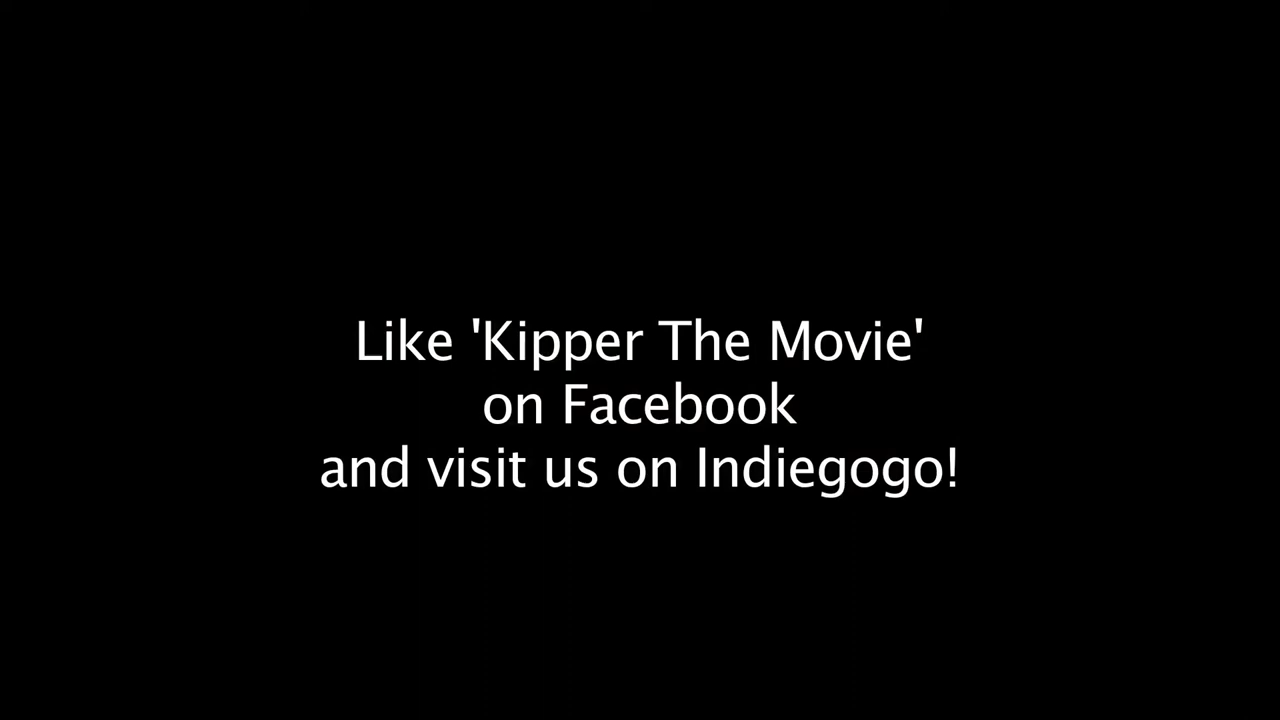 Like 'Kipper The Movie'
on Facebook
and visit us on Indiegogo!